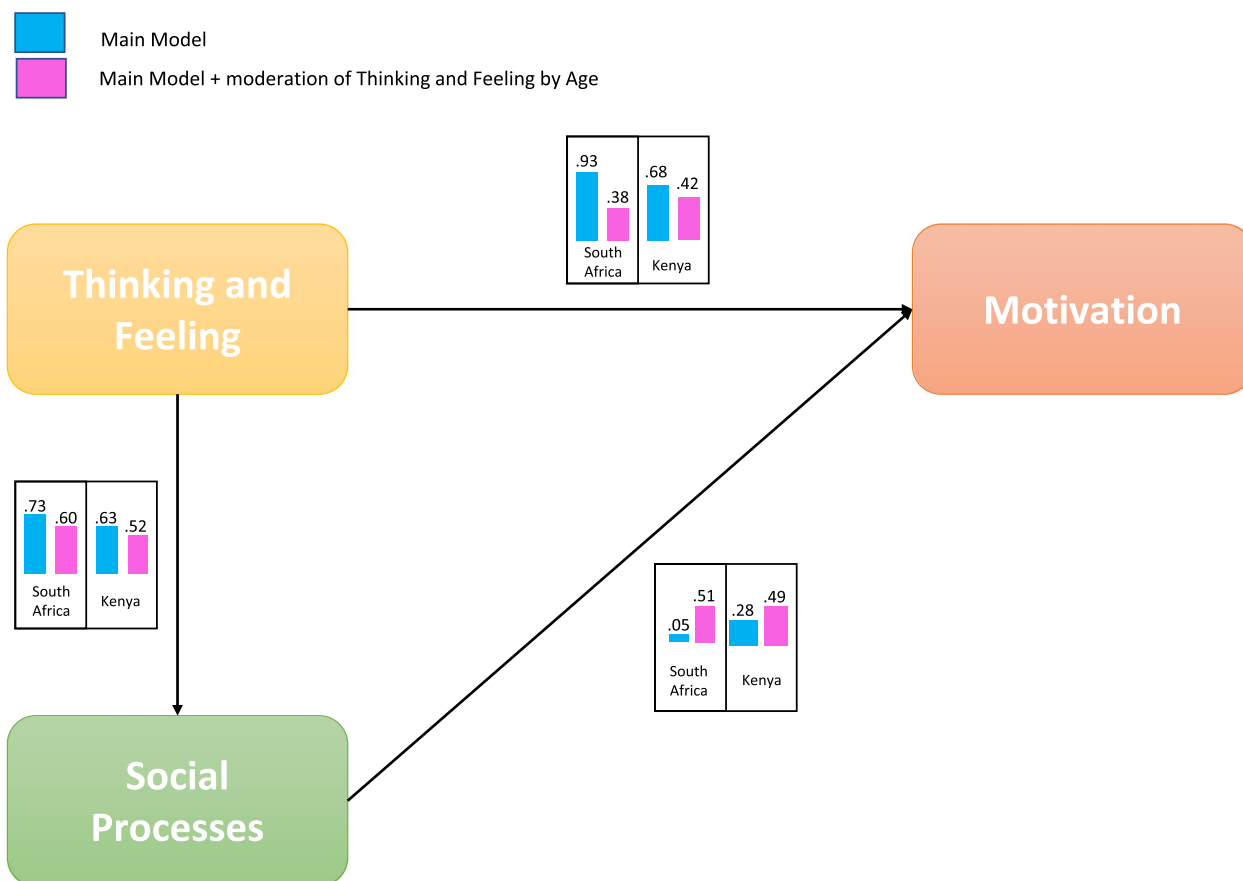 Main Model
Main Model + moderation of Thinking and Feeling by Age
.93
.38
.68
.42
South
Africa
Kenya
Thinking and
Feeling
Motivation
.73
.60
.63
.52
South
Africa
Kenya
.05
.51
.28
.49
South
Africa
Kenya
Social
Processes